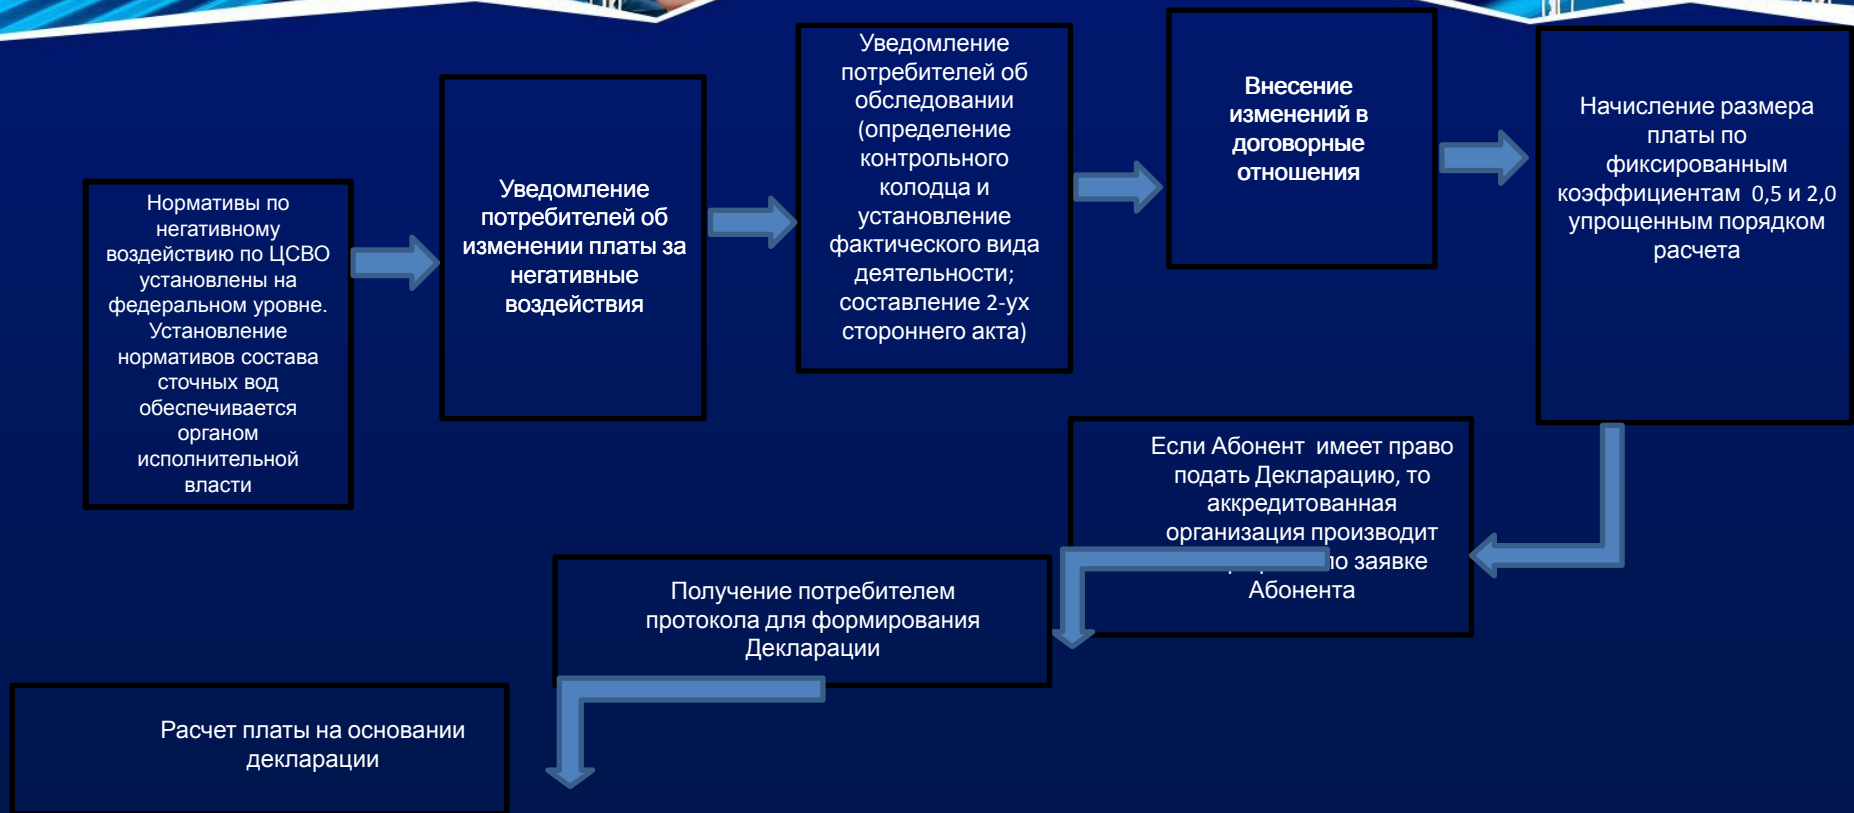 Нормативы по
негативному
воздействию по ЦСВО
установлены на
федеральном уровне.
Установление
нормативов состава
сточных вод
обеспечивается
органом
исполнительной
власти
Уведомление
потребителей об
изменении платы за
негативные
воздействия
Уведомление
потребителей об
обследовании
(определение
контрольного
колодца и
установление
фактического вида
деятельности;
составление 2-ух
стороннего акта)
Внесение
изменений в
договорные
отношения
Начисление размера
платы по
фиксированным
коэффициентам 0,5 и 2,0
упрощенным порядком
расчета
Если Абонент имеет право
подать Декларацию, то
аккредитованная
организация производит
по заявке
Абонента
Получение потребителем
протокола для формирования
Декларации
Расчет платы на основании
декларации